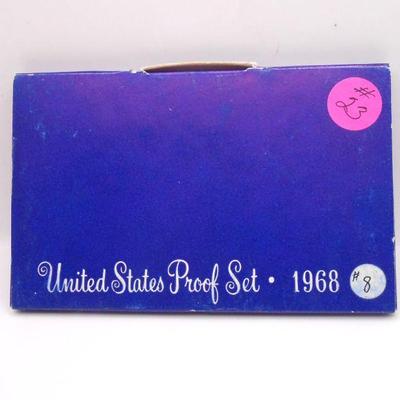 #
23
United States Proof Set • 1968
#8